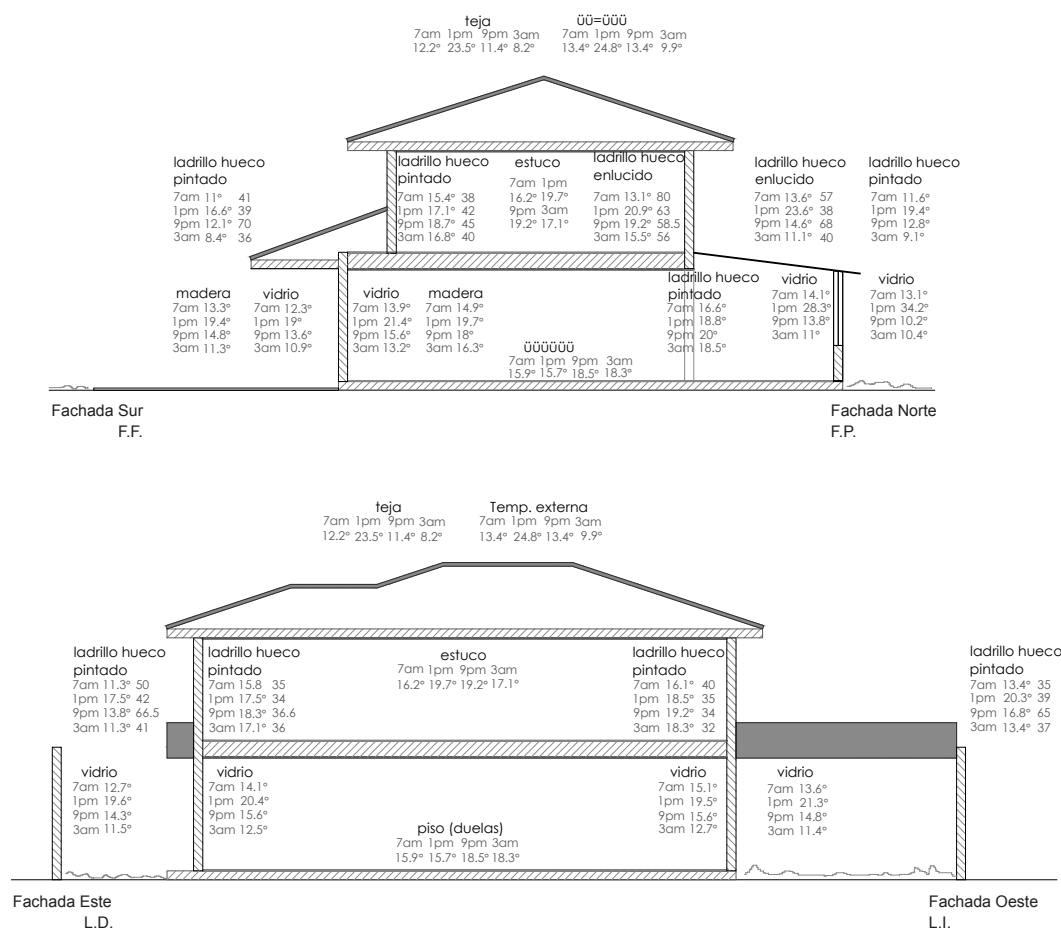 teja
7am 1pm 9pm 3am
12.2° 23.5° 11.4° 8.2°
üü=üüü
7am 1pm 9pm 3am
13.4° 24.8° 13.4° 9.9°
ladrillo hueco
pintado
7am 11° 41
1pm 16.6° 39
9pm 12.1° 70
3am 8.4° 36
ladrillo hueco
pintado
7am 15.4° 38
1pm 17.1° 42
9pm 18.7° 45
3am 16.8° 40
estuco
7am 1pm
16.2° 19.7°
9pm 3am
19.2° 17.1°
ladrillo hueco
enlucido
7am 13.1° 80
1pm 20.9° 63
9pm 19.2° 58.5
3am 15.5° 56
ladrillo hueco
enlucido
7am 13.6° 57
1pm 23.6° 38
9pm 14.6° 68
3am 11.1° 40
ladrillo hueco
pintado
7am 11.6°
1pm 19.4°
9pm 12.8°
3am 9.1°
madera
7am 13.3°
1pm 19.4°
9pm 14.8°
3am 11.3°
vidrio
7am 12.3°
1pm 19°
9pm 13.6°
3am 10.9°
vidrio
7am 13.9°
1pm 21.4°
9pm 15.6°
3am 13.2°
madera
7am 14.9°
1pm 19.7°
9pm 18°
3am 16.3°
üüüüüü
7am 1pm 9pm 3am
15.9° 15.7° 18.5° 18.3°
ladrillo hueco
pintado
7am 16.6°
1pm 18.8°
9pm 20°
3am 18.5°
vidrio
7am 14.1°
1pm 28.3°
9pm 13.8°
3am 11°
vidrio
7am 13.1°
1pm 34.2°
9pm 10.2°
3am 10.4°
Fachada Sur
F.F.
Fachada Norte
F.P.
teja
7am 1pm 9pm 3am
12.2° 23.5° 11.4° 8.2°
Temp. externa
7am 1pm 9pm 3am
13.4° 24.8° 13.4° 9.9°
ladrillo hueco
pintado
7am 11.3° 50
1pm 17.5° 42
9pm 13.8° 66.5
3am 11.3° 41
ladrillo hueco
pintado
7am 15.8 35
1pm 17.5° 34
9pm 18.3° 36.6
3am 17.1° 36
estuco
7am 1pm 9pm 3am
16.2° 19.7° 19.2° 17.1°
ladrillo hueco
pintado
7am 16.1° 40
1pm 18.5° 35
9pm 19.2° 34
3am 18.3° 32
ladrillo hueco
pintado
7am 13.4° 35
1pm 20.3° 39
9pm 16.8° 65
3am 13.4° 37
vidrio
7am 12.7°
1pm 19.6°
9pm 14.3°
3am 11.5°
vidrio
7am 14.1°
1pm 20.4°
9pm 15.6°
3am 12.5°
piso (duelas)
7am 1pm 9pm 3am
15.9° 15.7° 18.5° 18.3°
vidrio
7am 15.1°
1pm 19.5°
9pm 15.6°
3am 12.7°
vidrio
7am 13.6°
1pm 21.3°
9pm 14.8°
3am 11.4°
Fachada Este
L.D.
Fachada Oeste
L.I.